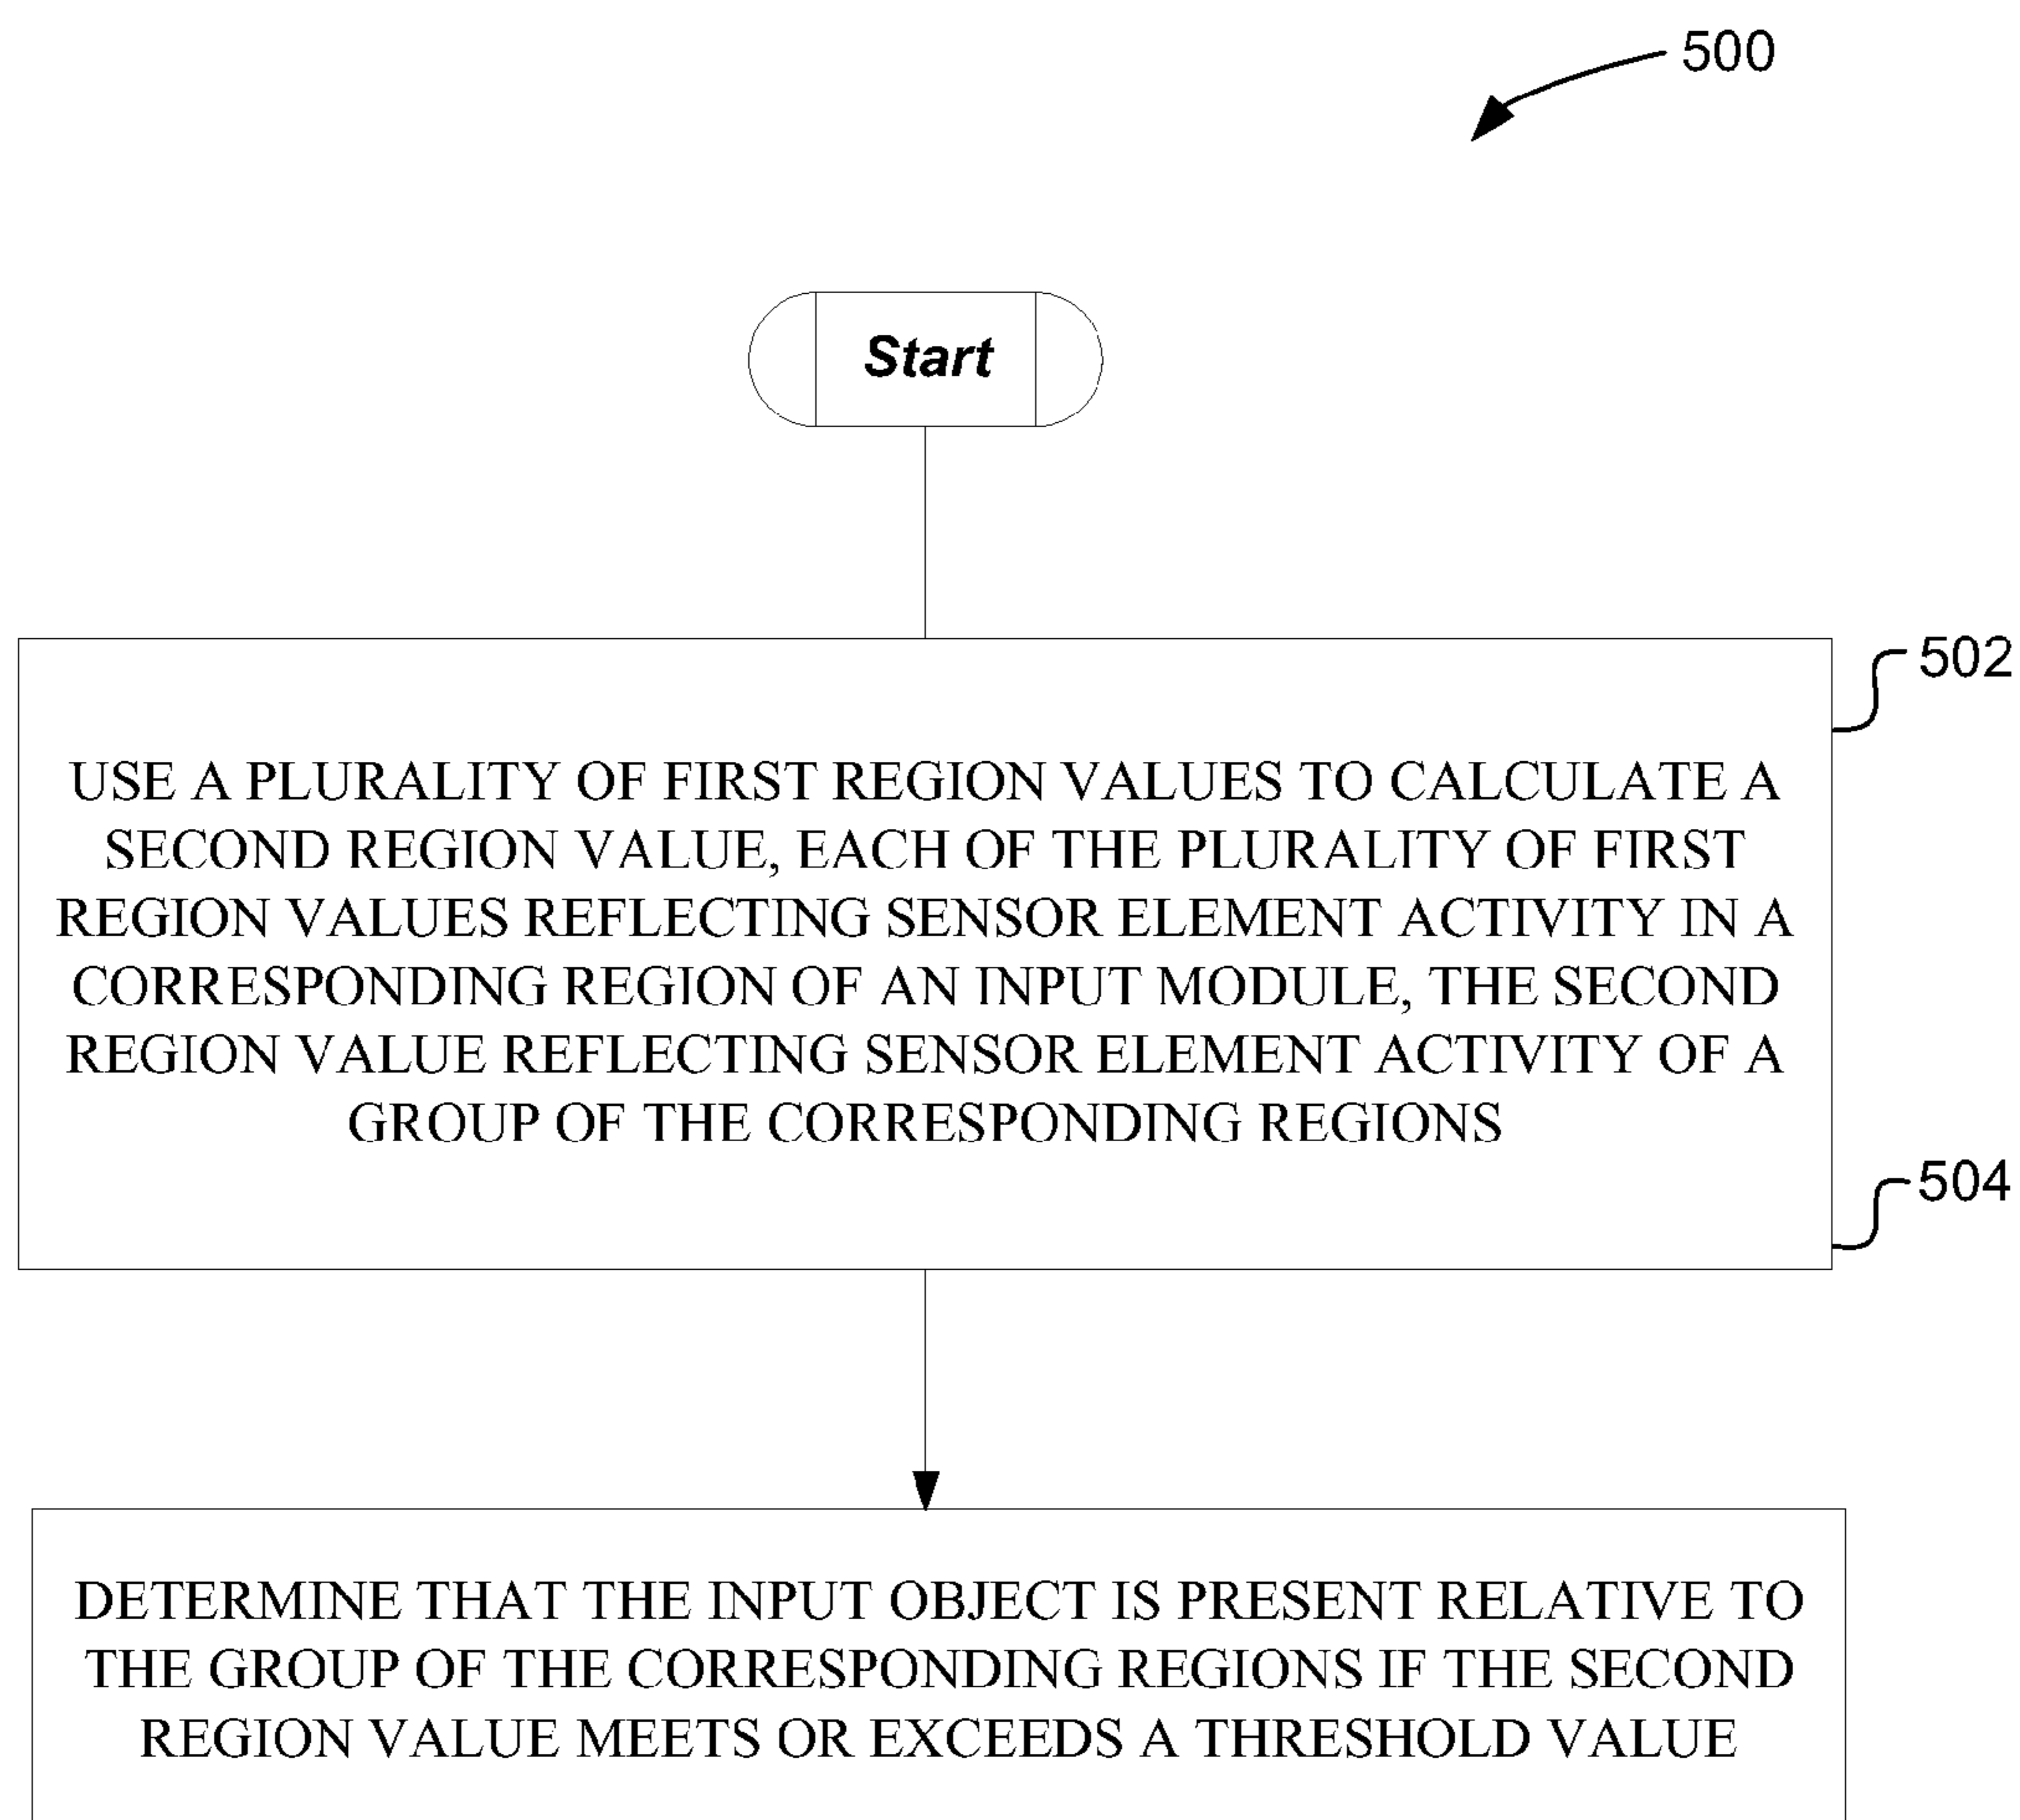 500
Start
502
USE A PLURALITY OF FIRST REGION VALUES TO CALCULATE A
SECOND REGION VALUE, EACH OF THE PLURALITY OF FIRST
REGION VALUES REFLECTING SENSOR ELEMENT ACTIVITY IN A
CORRESPONDING REGION OF AN INPUT MODULE, THE SECOND
REGION VALUE REFLECTING SENSOR ELEMENT ACTIVITY OF A
GROUP OF THE CORRESPONDING REGIONS
504
DETERMINE THAT THE INPUT OBJECT IS PRESENT RELATIVE TO
THE GROUP OF THE CORRESPONDING REGIONS IF THE SECOND
REGION VALUE MEETS OR EXCEEDS A THRESHOLD VALUE